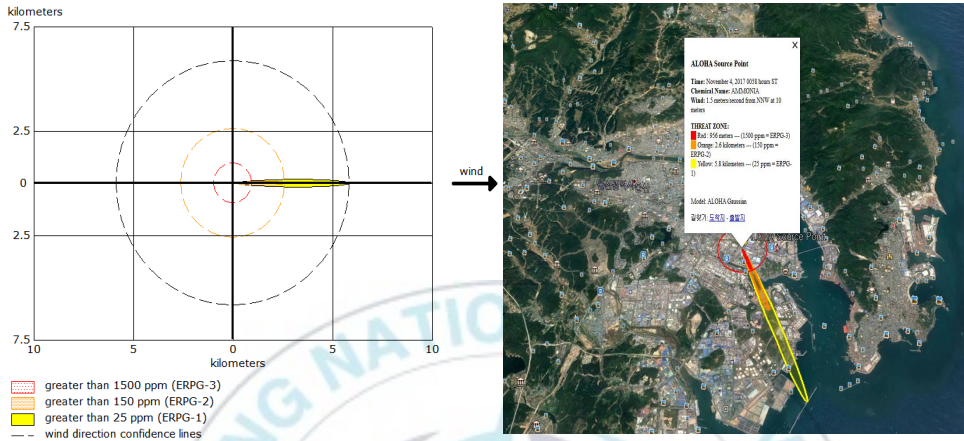 kilometers
7.5
2.5
0
2.5
7.5
10
5
0
5
10
kilometers
wind
greater than 1500 ppm (ERPG-3)
greater than 150 ppm (ERPG-2)
greater than 25 ppm (ERPG-1)
wind direction confidence lines
X
ALOHA Source Point
Time: November 4, 2017 0058 hours ST
Chemical Name: AMMONIA
Wind: 1.5 meters/second from NNW at 10
meters
THREAT ZONE:
Red: 956 meters --- (1500 ppm = ERPG-3)
Orange: 2.6 kilometers --- (150 ppm =
ERPG-2)
Yellow: 5.8 kilometers --- (25 ppm = ERPG-
1)
Model: ALOHA Gaussian
길찾기: 도착지 - 출발지
Source Point
NG NATIO